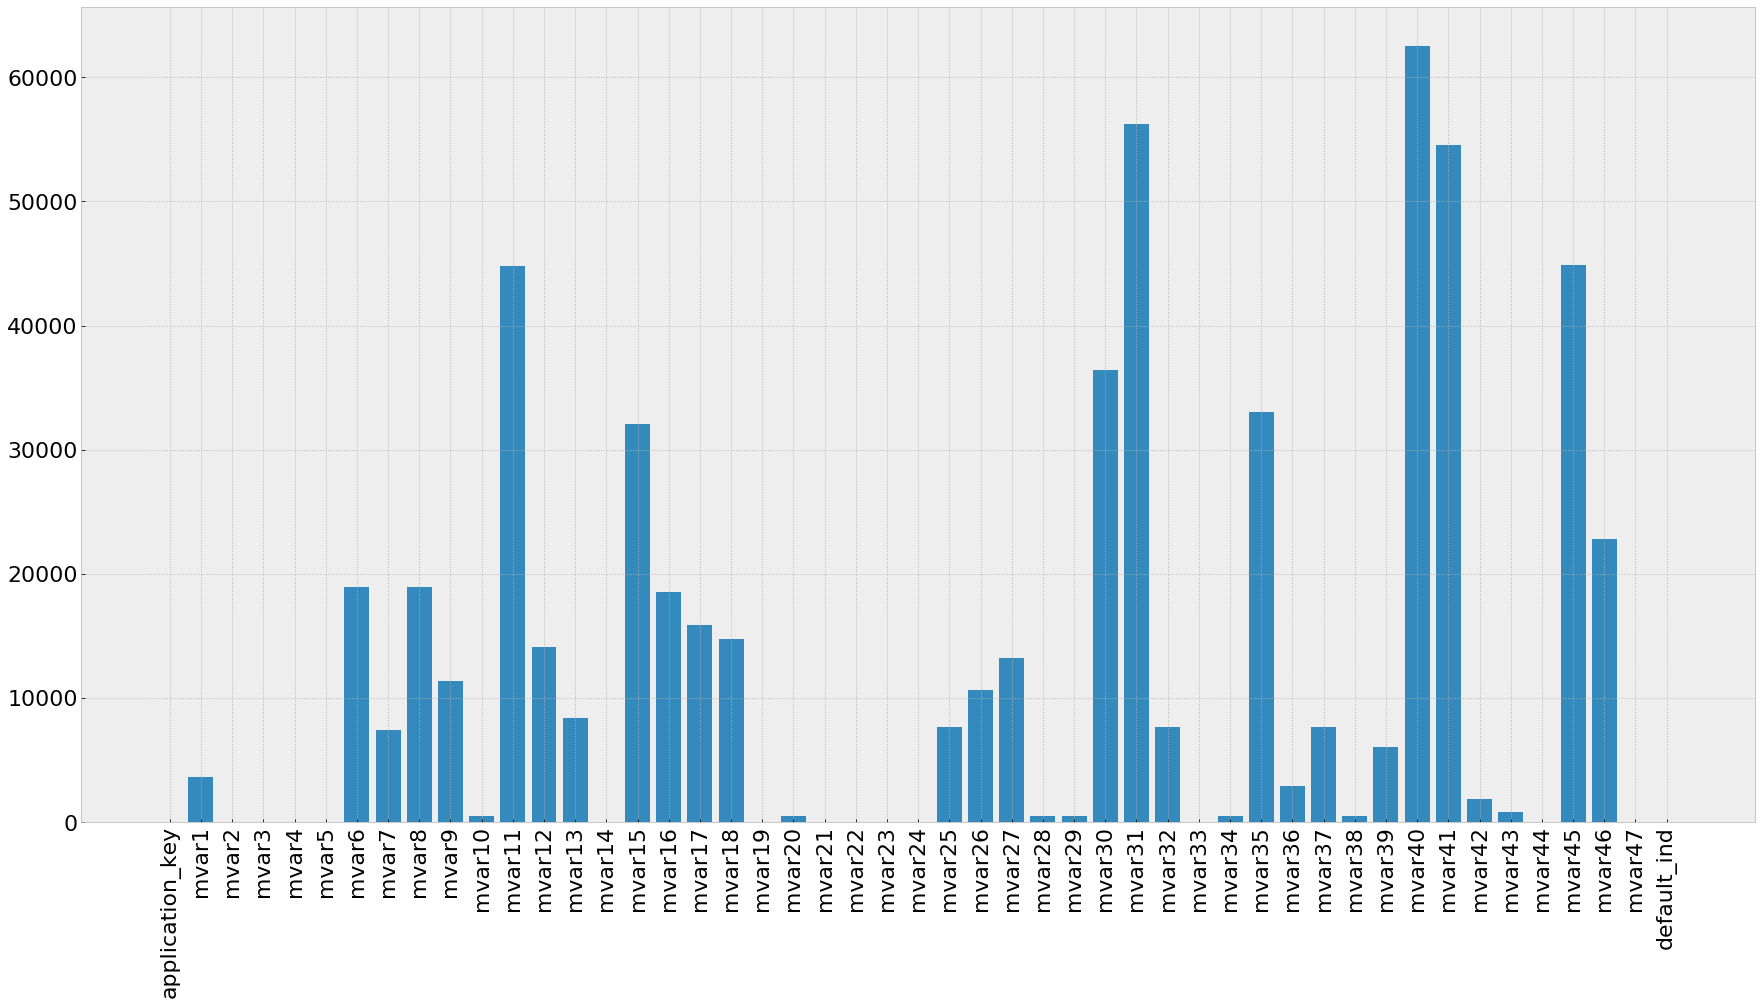 60000
50000
40000
30000
20000
10000
0
application_key
mvar1
mvar2
mvar3
mvar4
mvar5
mvar6
mvar7
mvar8
mvar9
mvar10
mvar11
mvar12
mvar13
mvar14
mvar15
mvar16
mvar17
mvar18
mvar19
mvar20
mvar21
mvar22
mvar23
mvar24
mvar25
mvar26
mvar27
mvar28
mvar29
mvar30
mvar31
mvar32
mvar33
mvar34
mvar35
mvar36
mvar37
mvar38
mvar39
mvar40
mvar41
mvar42
mvar43
mvar44
mvar45
mvar46
mvar47
default_ind